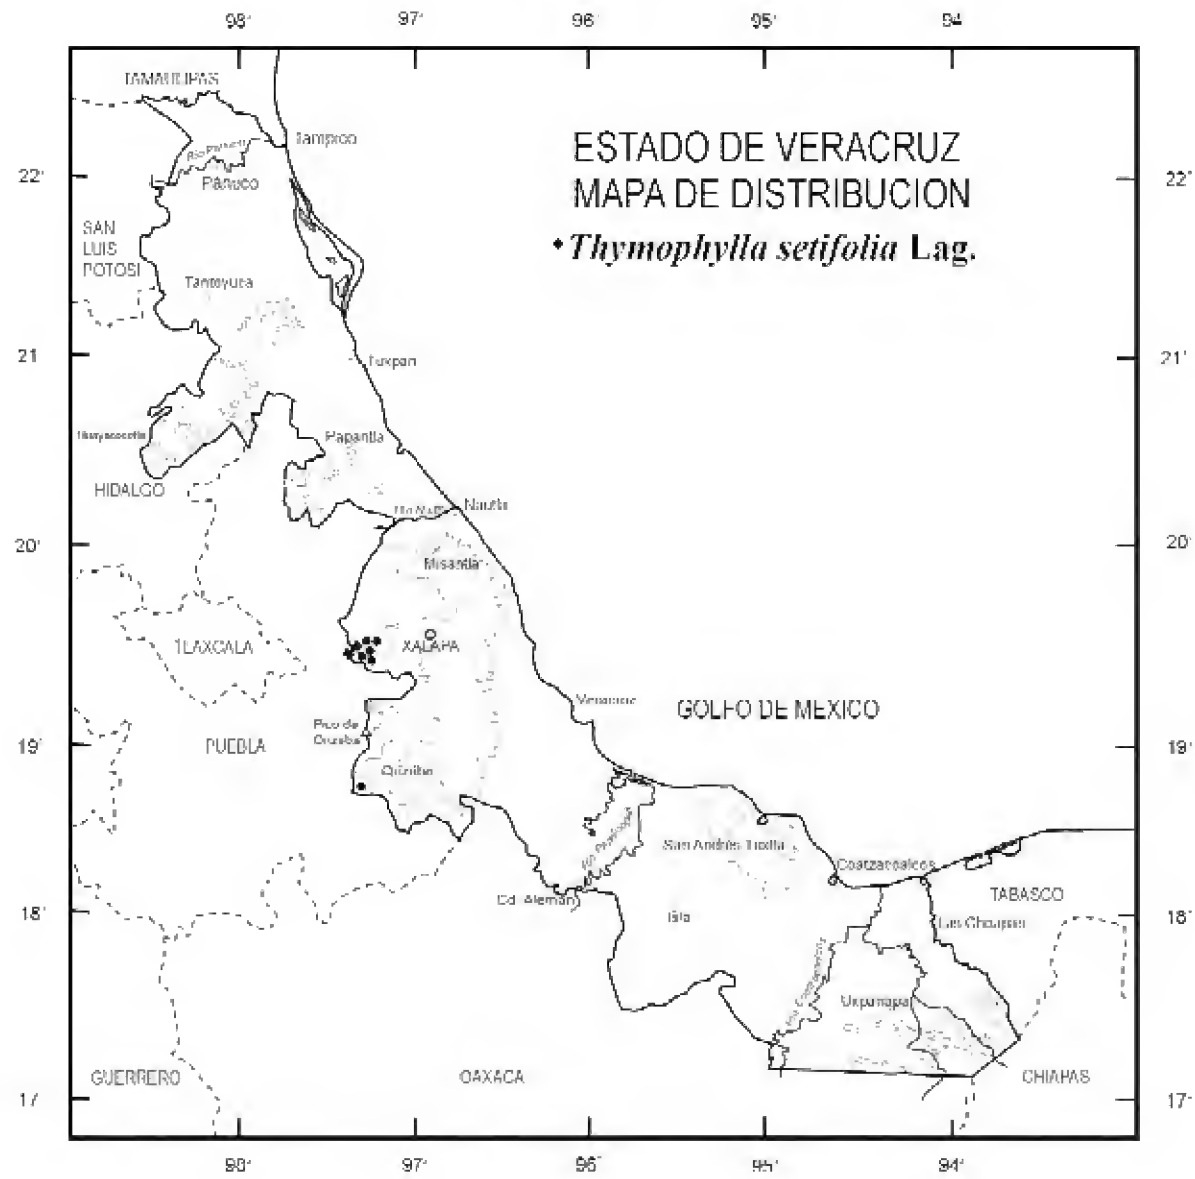 98° 97° 96° 95° 94°
TAMAULIPAS
Tampico
ESTADO DE VERACRUZ
MAPA DE DISTRIBUCION
Thymophylla setifolia Lag.
22° 22°
Pánuco
SAN
LUIS
POTOSI
Tantoyuca
21° 21°
Tuxpan
Papantla
HIDALGO
Nautla
20° 20°
Misantla
TLAXCALA
XALAPA
Veracruz
GOLFO DE MEXICO
Pico de
Orizaba
19° 19°
PUEBLA
Orizaba
San Andrés Tuxtla
Coatzacoalcos
TABASCO
Cd. Alemán
18° 18°
Isla
Las Choapas
Uxpanapa
GUERRERO
OAXACA
CHIAPAS
17° 17°
98° 97° 96° 95° 94°